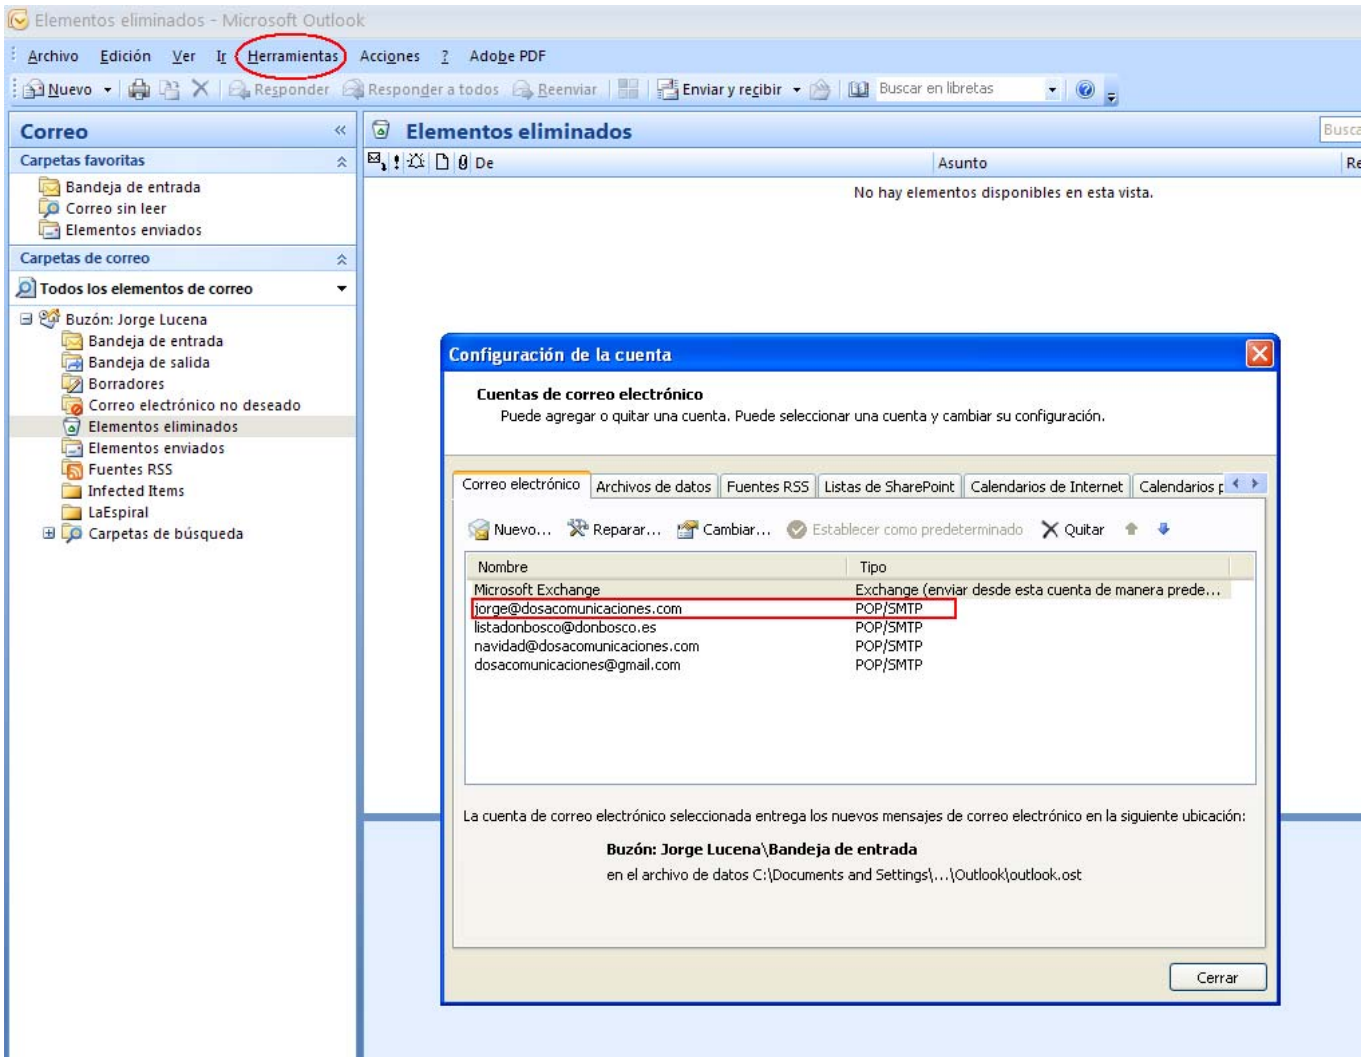 Elementos eliminados - Microsoft Outlook
Archivo Edición Ver Ir Herramientas Acciones ? Adobe PDF
Nuevo Responder Responder a todos Reenviar Enviar y recibir Buscar en libretas
Correo
Elementos eliminados
Busca
Carpetas favoritas
De Asunto Re
Bandeja de entrada
No hay elementos disponibles en esta vista.
Correo sin leer
Elementos enviados
Carpetas de correo
Todos los elementos de correo
Buzón: Jorge Lucena
Bandeja de entrada
Bandeja de salida
Borradores
Correo electrónico no deseado
Elementos eliminados
Elementos enviados
Fuentes RSS
Infected Items
LaEspiral
Carpetas de búsqueda
Configuración de la cuenta
Cuentas de correo electrónico
Puede agregar o quitar una cuenta. Puede seleccionar una cuenta y cambiar su configuración.
Correo electrónico Archivos de datos Fuentes RSS Listas de SharePoint Calendarios de Internet Calendarios p
Nuevo... Reparar... Cambiar... Establecer como predeterminado Quitar
Nombre Tipo
Microsoft Exchange Exchange (enviar desde esta cuenta de manera prede...
jorge@dosacomunicaciones.com POP/SMTP
listadonbosco@donbosco.es POP/SMTP
navidad@dosacomunicaciones.com POP/SMTP
dosacomunicaciones@gmail.com POP/SMTP
La cuenta de correo electrónico seleccionada entrega los nuevos mensajes de correo electrónico en la siguiente ubicación:
Buzón: Jorge Lucena\Bandeja de entrada
en el archivo de datos C:\Documents and Settings\...\Outlook\outlook.ost
Cerrar